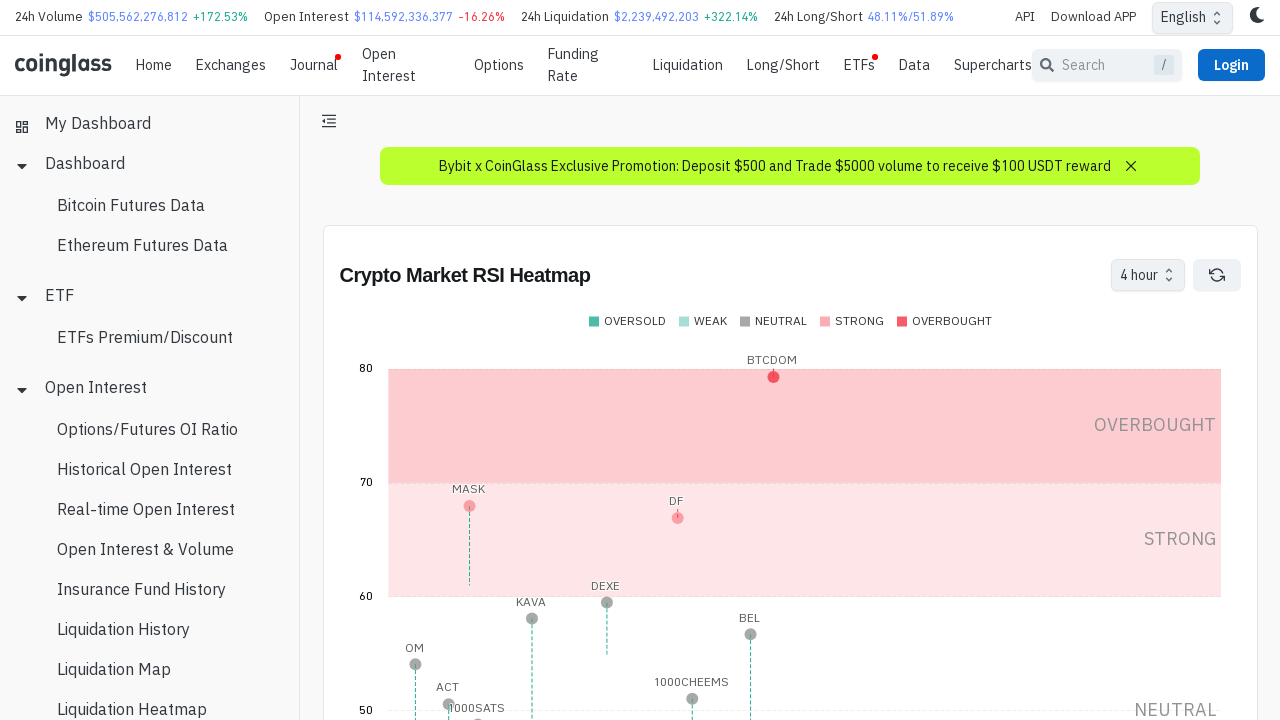 24h Volume $505,562,276,812 +172.53% Open Interest $114,592,336,377 -16.26% 24h Liquidation $2,239,492,203 +322.14% 24h Long/Short 48.11%/51.89% API Download APP English
coinglass Home Exchanges Journal Open Interest Options Funding Rate Liquidation Long/Short ETFs Data Supercharts Search / Login
My Dashboard
Dashboard
Bitcoin Futures Data
Ethereum Futures Data
ETF
ETFs Premium/Discount
Open Interest
Options/Futures OI Ratio
Historical Open Interest
Real-time Open Interest
Open Interest & Volume
Insurance Fund History
Liquidation History
Liquidation Map
Liquidation Heatmap
Bybit x CoinGlass Exclusive Promotion: Deposit $500 and Trade $5000 volume to receive $100 USDT reward
Crypto Market RSI Heatmap 4 hour
OVERSOLD WEAK NEUTRAL STRONG OVERBOUGHT
BTCDOM
80
OVERBOUGHT
70
MASK
DF
STRONG
DEXE
60
KAVA
BEL
OM
1000CHEEMS
ACT
1000SATS
50
NEUTRAL